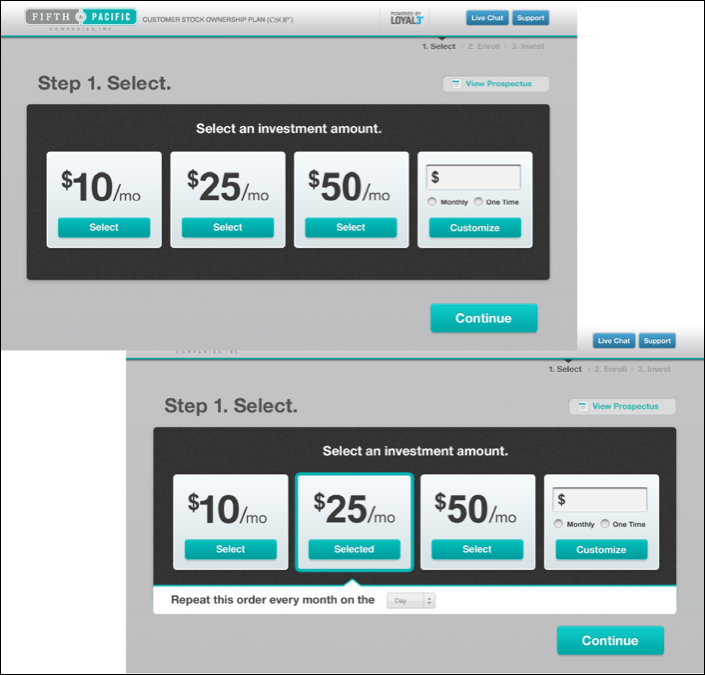 FIFTH & PACIFIC
COMPANIES, INC.
CUSTOMER STOCK OWNERSHIP PLAN (CSOP®)
POWERED BY
LOYAL3
Live Chat
Support
1. Select › 2. Enroll › 3. Invest
Step 1. Select.
View Prospectus
Select an investment amount.
$10/mo
Select
$25/mo
Select
$50/mo
Select
$
Monthly One Time
Customize
Continue
COMPANIES, INC.
Live Chat
Support
1. Select › 2. Enroll › 3. Invest
Step 1. Select.
View Prospectus
Select an investment amount.
$10/mo
Select
$25/mo
Selected
$50/mo
Select
$
Monthly One Time
Customize
Repeat this order every month on the Day
Continue